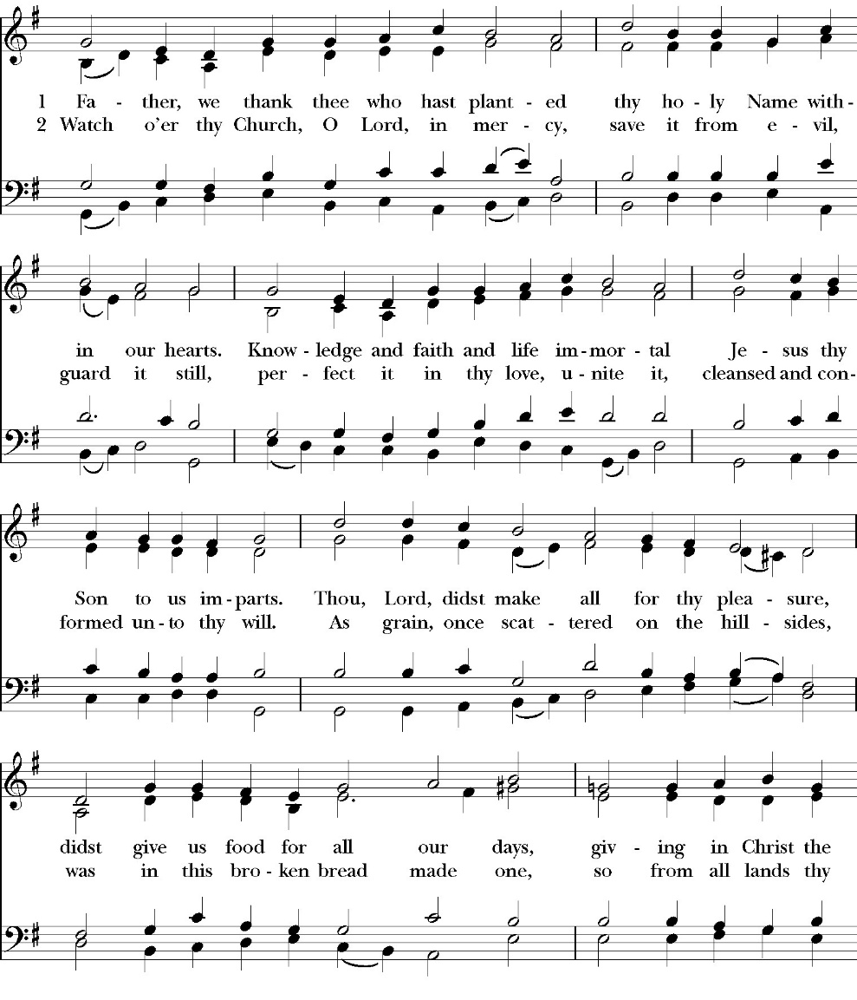 1 Fa - ther, we thank thee who hast plant - ed thy ho - ly Name with -
2 Watch o'er thy Church, O Lord, in mer - cy, save it from e - vil,
in our hearts. Know - ledge and faith and life im - mor - tal Je - sus thy
guard it still, per - fect it in thy love, u - nite it, cleansed and con -
Son to us im - parts. Thou, Lord, didst make all for thy plea - sure,
formed un - to thy will. As grain, once scat - tered on the hill - sides,
didst give us food for all our days, giv - ing in Christ the
was in this bro - ken bread made one, so from all lands thy